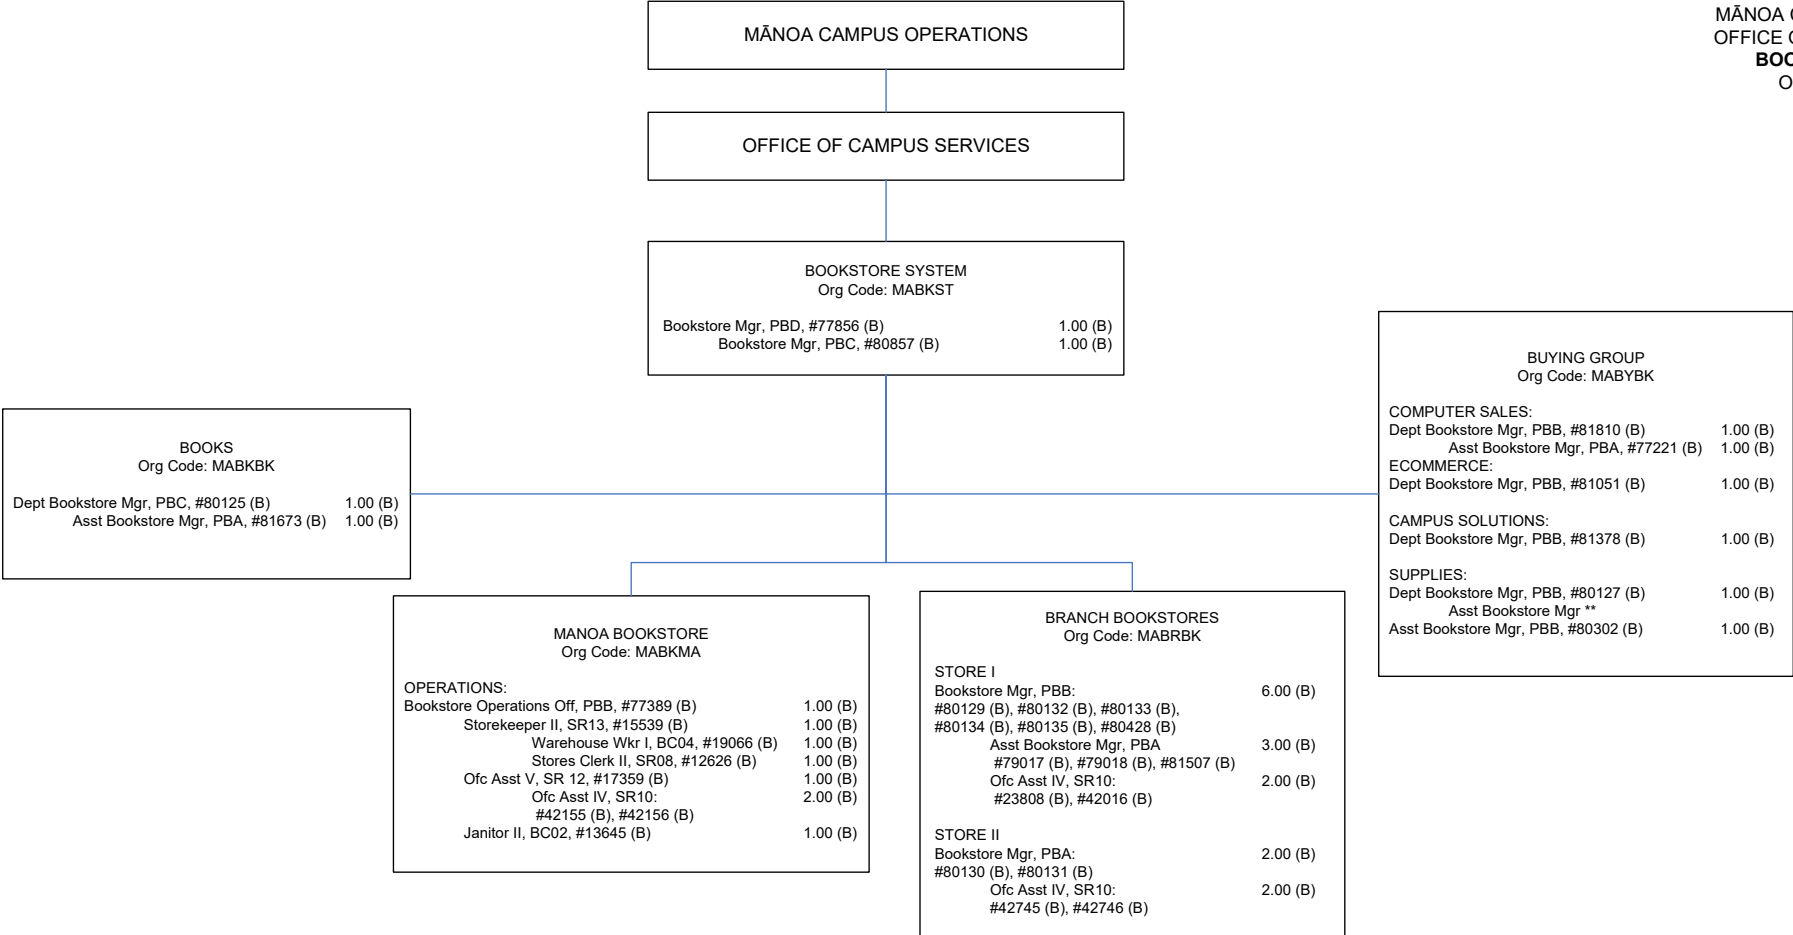 MĀNOA CAMPUS OPERATIONS
MĀNOA
OFFICE
OFFICE OF CAMPUS SERVICES
BOOKSTORE SYSTEM
Org Code: MABKST
Bookstore Mgr, PBD, #77856 (B) 1.00 (B)
Bookstore Mgr, PBC, #80857 (B) 1.00 (B)
BOOKS
Org Code: MABKBK
Dept Bookstore Mgr, PBC, #80125 (B) 1.00 (B)
Asst Bookstore Mgr, PBA, #81673 (B) 1.00 (B)
BUYING GROUP
Org Code: MABYBK
COMPUTER SALES:
Dept Bookstore Mgr, PBB, #81810 (B) 1.00 (B)
Asst Bookstore Mgr, PBA, #77221 (B) 1.00 (B)
ECOMMERCE:
Dept Bookstore Mgr, PBB, #81051 (B) 1.00 (B)
CAMPUS SOLUTIONS:
Dept Bookstore Mgr, PBB, #81378 (B) 1.00 (B)
SUPPLIES:
Dept Bookstore Mgr, PBB, #80127 (B) 1.00 (B)
Asst Bookstore Mgr **
Asst Bookstore Mgr, PBB, #80302 (B) 1.00 (B)
MANOA BOOKSTORE
Org Code: MABKMA
OPERATIONS:
Bookstore Operations Off, PBB, #77389 (B) 1.00 (B)
Storekeeper II, SR13, #15539 (B) 1.00 (B)
Warehouse Wkr I, BC04, #19066 (B) 1.00 (B)
Stores Clerk II, SR08, #12626 (B) 1.00 (B)
Ofc Asst V, SR 12, #17359 (B) 1.00 (B)
Ofc Asst IV, SR10: 2.00 (B)
#42155 (B), #42156 (B)
Janitor II, BC02, #13645 (B) 1.00 (B)
BRANCH BOOKSTORES
Org Code: MABRBK
STORE I
Bookstore Mgr, PBB: 6.00 (B)
#80129 (B), #80132 (B), #80133 (B),
#80134 (B), #80135 (B), #80428 (B)
Asst Bookstore Mgr, PBA 3.00 (B)
#79017 (B), #79018 (B), #81507 (B)
Ofc Asst IV, SR10: 2.00 (B)
#23808 (B), #42016 (B)
STORE II
Bookstore Mgr, PBA: 2.00 (B)
#80130 (B), #80131 (B)
Ofc Asst IV, SR10: 2.00 (B)
#42745 (B), #42746 (B)